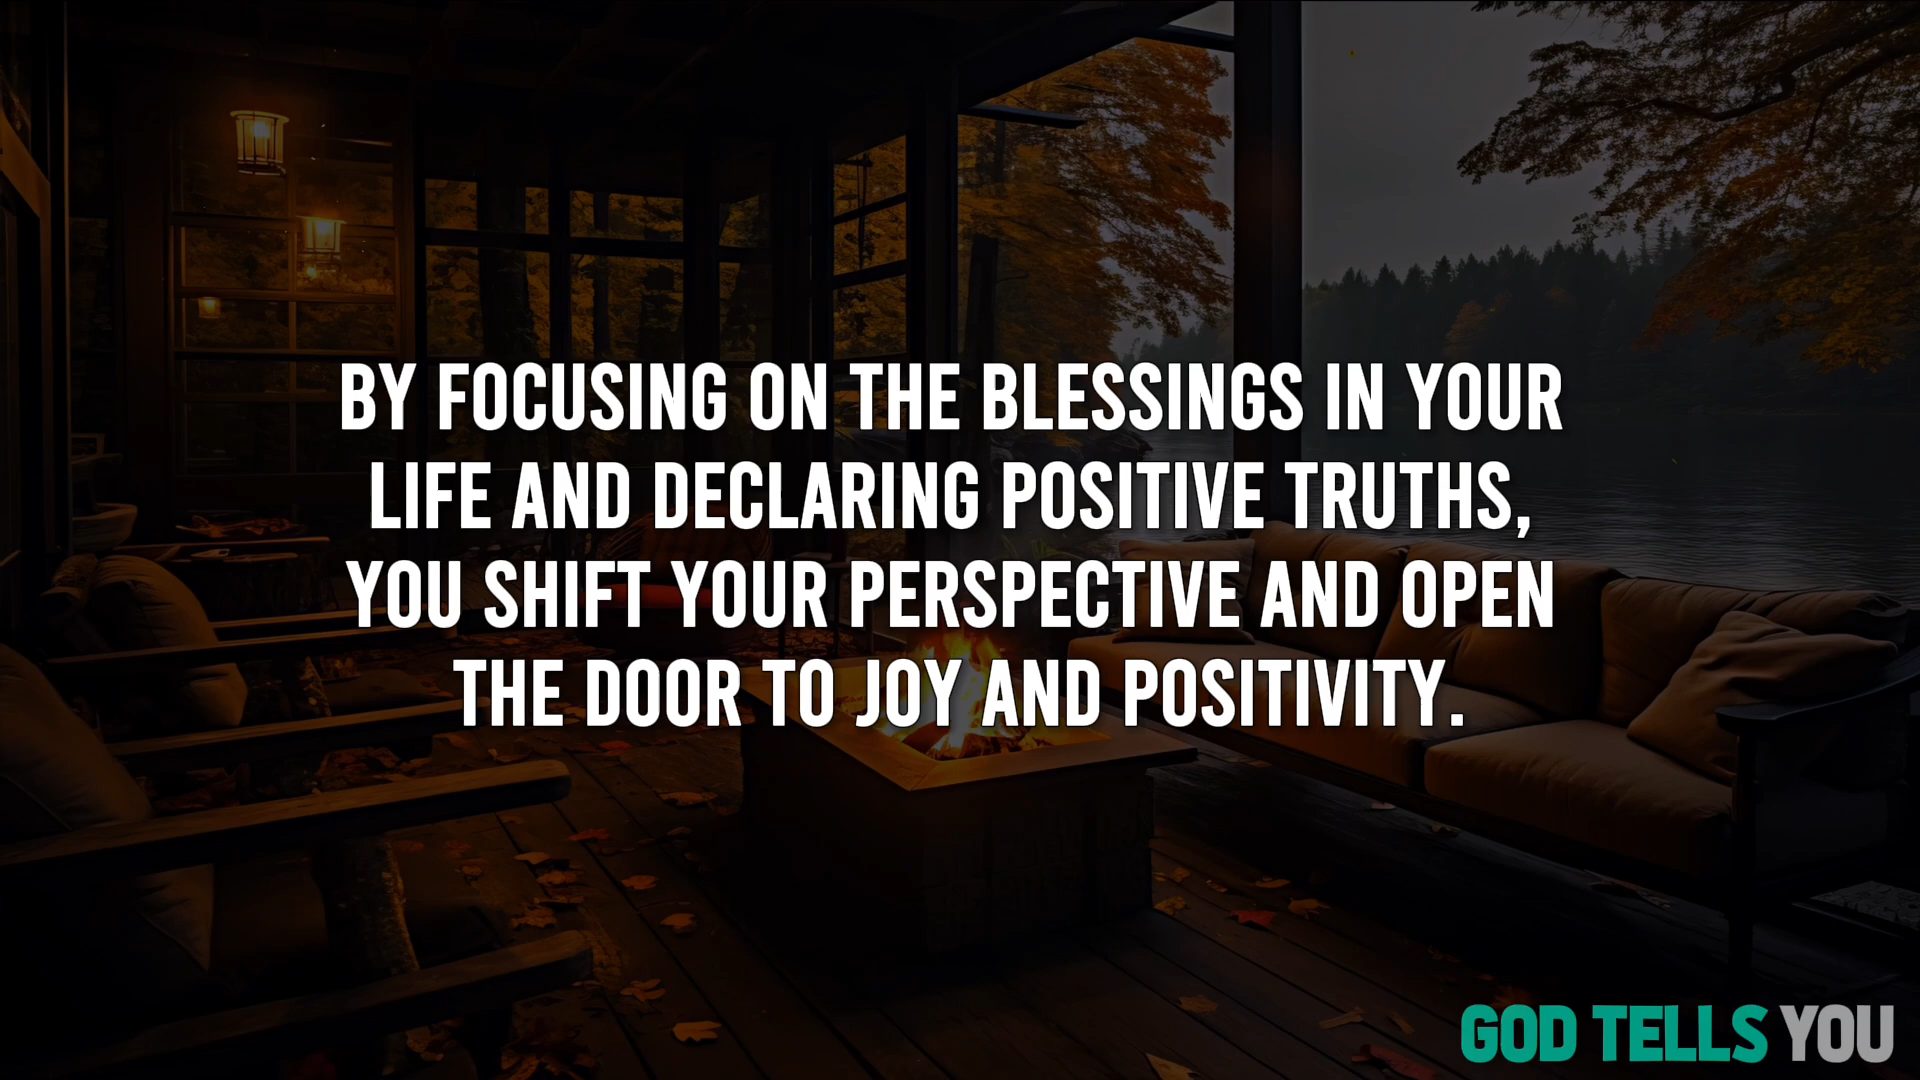 BY FOCUSING ON THE BLESSINGS IN YOUR
LIFE AND DECLARING POSITIVE TRUTHS,
YOU SHIFT YOUR PERSPECTIVE AND OPEN
THE DOOR TO JOY AND POSITIVITY.
GOD TELLS YOU